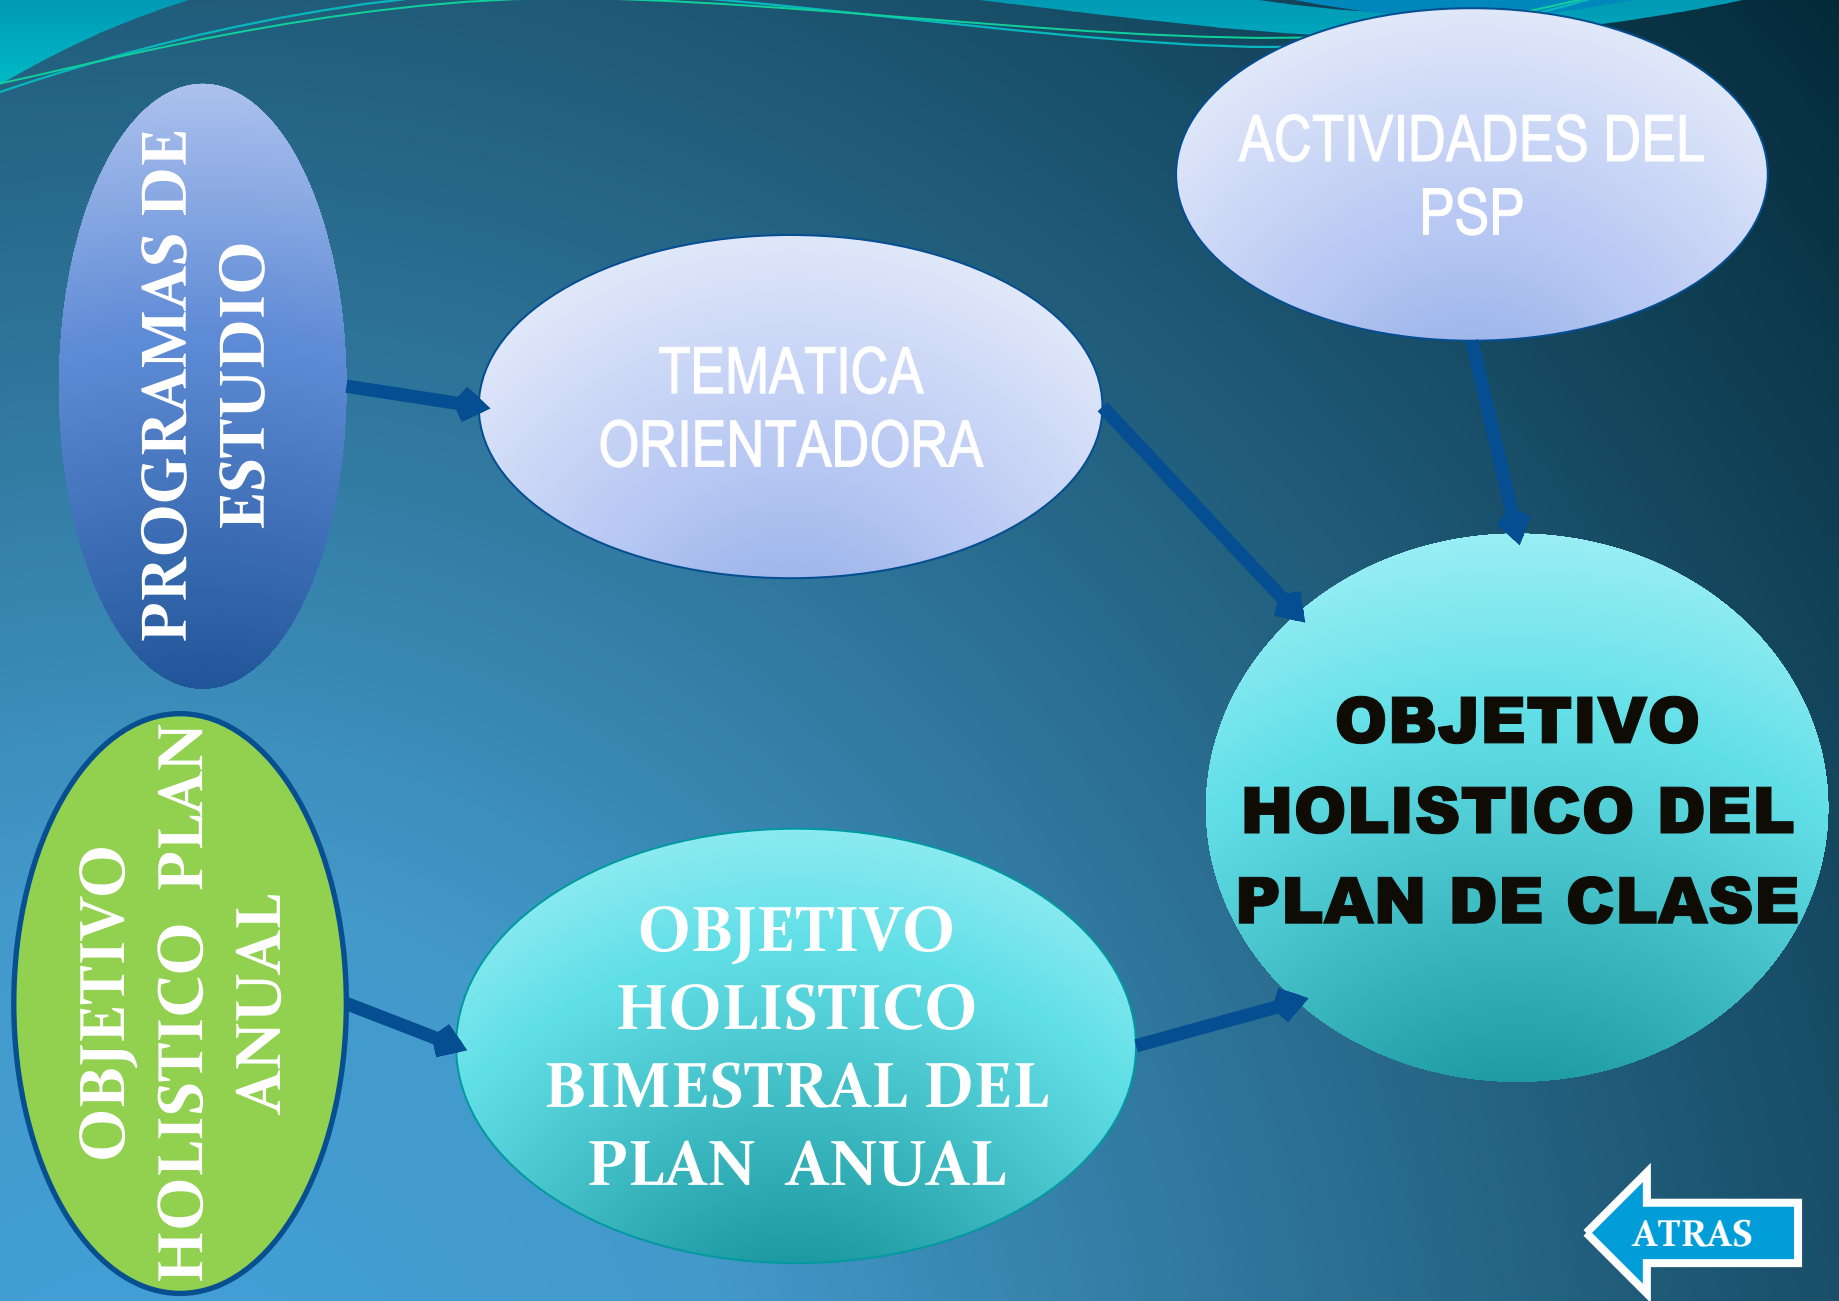 PROGRAMAS DE
ESTUDIO
TEMATICA
ORIENTADORA
ACTIVIDADES DEL
PSP
OBJETIVO
HOLISTICO PLAN
ANUAL
OBJETIVO
HOLISTICO
BIMESTRAL DEL
PLAN ANUAL
OBJETIVO
HOLISTICO DEL
PLAN DE CLASE
ATRAS